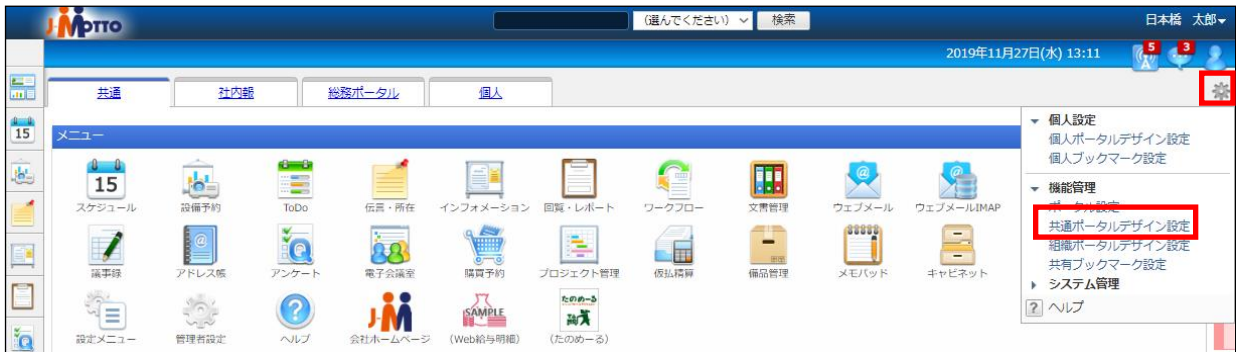 J-MOTTO
(選んでください) 検索 日本橋 太郎
2019年11月27日(水) 13:11 5 3
共通 社内報 総務ポータル 個人
メニュー
個人設定
個人ポータルデザイン設定
個人ブックマーク設定
機能管理
ポータル設定
共通ポータルデザイン設定
組織ポータルデザイン設定
共有ブックマーク設定
システム管理
? ヘルプ
15
15
スケジュール 設備予約 ToDo 伝言・所在 インフォメーション 回覧・レポート ワークフロー 文書管理 ウェブメール ウェブメールIMAP
議事録 アドレス帳 アンケート 電子会議室 購買予約 プロジェクト管理 仮払精算 備品管理 メモパッド キャビネット
? J-M SAMPLE たのめーる
設定メニュー 管理者設定 ヘルプ 会社ホームページ (Web給与明細) (たのめーる)